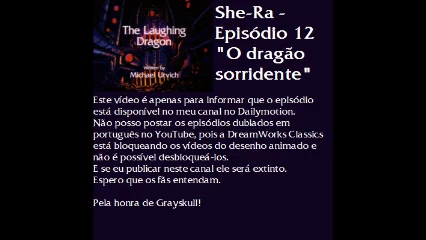 The Laughing
Dragon
Written by
Michael Utvich
She-Ra -
Episódio 12
"O dragão
sorridente"
Este vídeo é apenas para informar que o episódio
está disponível no meu canal no Dailymotion.
Não posso postar os episódios dublados em
português no YouTube, pois a DreamWorks Classics
está bloqueando os vídeos do desenho animado e
não é possível desbloqueá-los.
E se eu publicar neste canal ele será extinto.
Espero que os fãs entendam.
Pela honra de Grayskull!